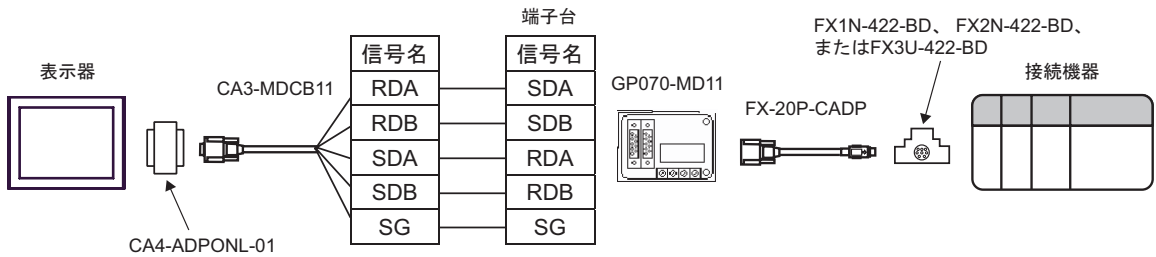 表示器
CA4-ADPONL-01
CA3-MDCB11
信号名
RDA
RDB
SDA
SDB
SG
端子台
信号名
SDA
SDB
RDA
RDB
SG
GP070-MD11
FX-20P-CADP
FX1N-422-BD、 FX2N-422-BD、
またはFX3U-422-BD
接続機器